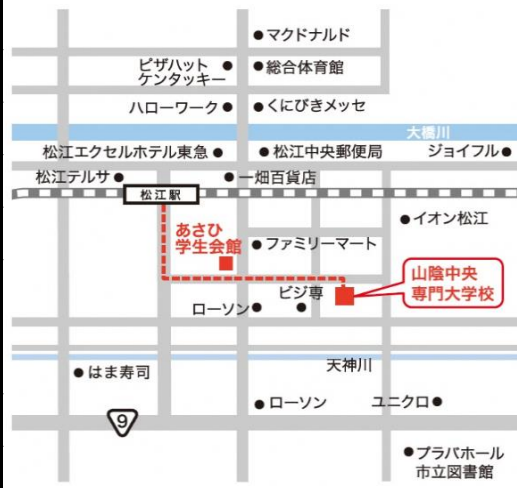 マクドナルド
ピザハット
ケンタッキー
総合体育館
ハローワーク
くにびきメッセ
大橋川
松江エクセルホテル東急
松江中央郵便局
ジョイフル
松江テルサ
一畑百貨店
松江駅
イオン松江
あさひ
学生会館
ファミリーマート
山陰中央
専門大学校
ビジ専
ローソン
天神川
はま寿司
ローソン
ユニクロ
9
プラバホール
市立図書館